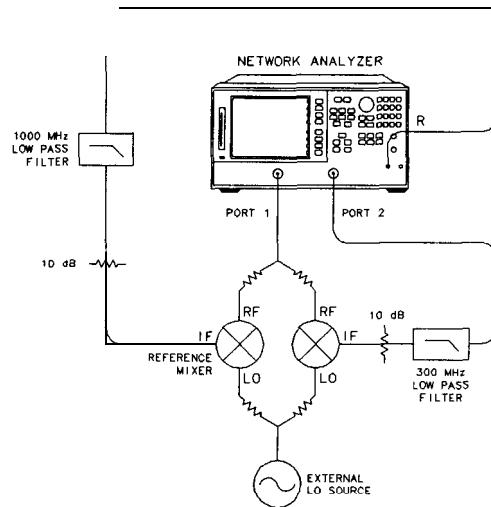 NETWORK ANALYZER
R
1000 MHz
LOW PASS
FILTER
PORT 1
PORT 2
10 dB
RF
RF
10 dB
IF
IF
REFERENCE
MIXER
LO
LO
300 MHz
LOW PASS
FILTER
EXTERNAL
LO SOURCE